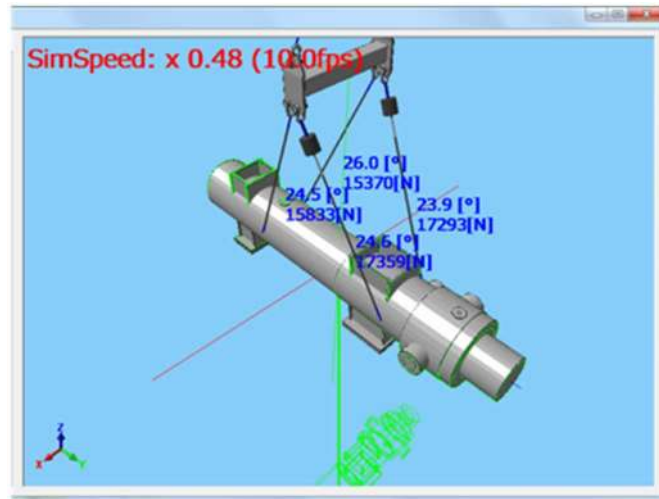 SimSpeed: x 0.48 (10.0fps)
26.0 [°]
15370[N]
24.5 [°]
15833[N]
23.9 [°]
17293[N]
24.6 [°]
17359[N]
Z
X
Y